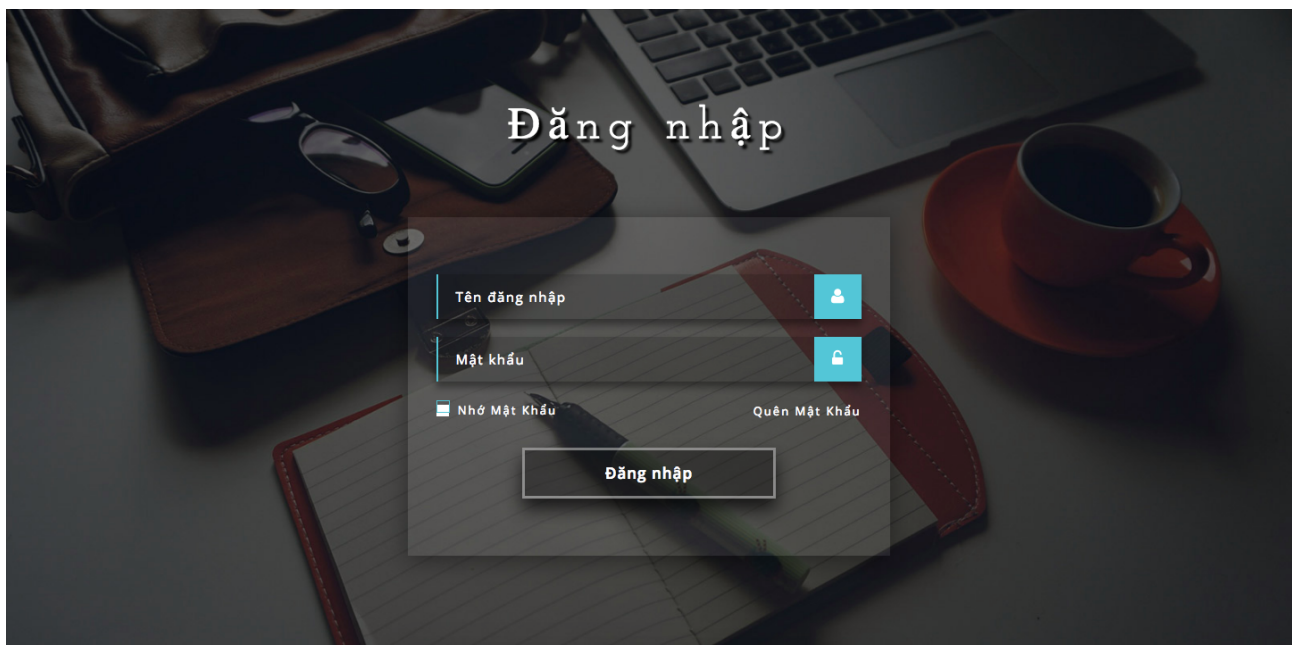 Đăng nhập
Tên đăng nhập
Mật khẩu
Nhớ Mật Khẩu
Quên Mật Khẩu
Đăng nhập